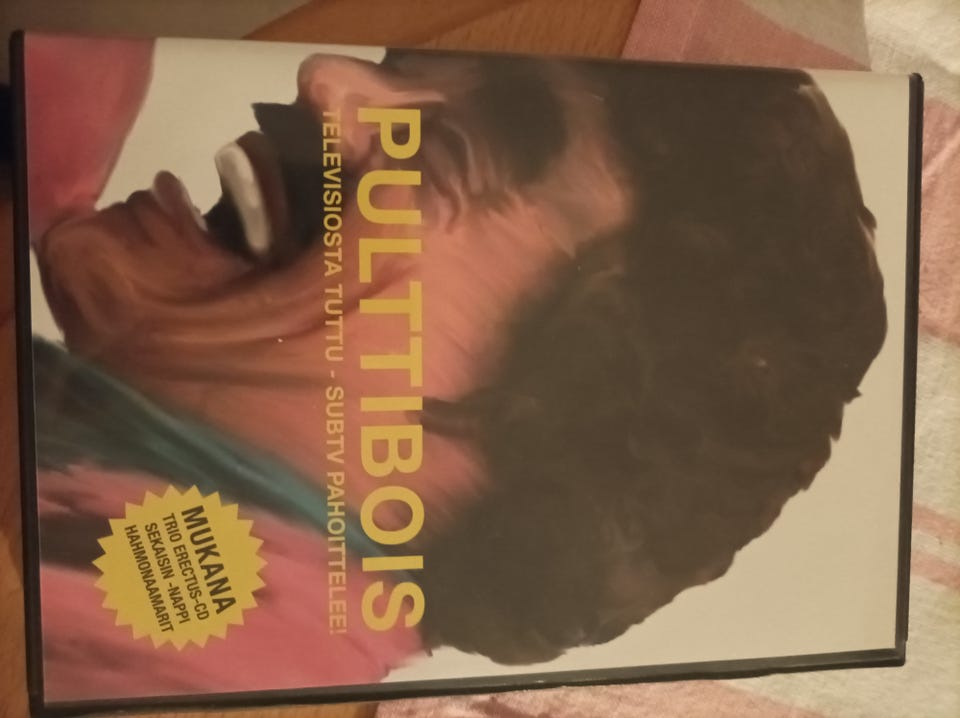 PULTTIBOIS
TELEVISIOSTA TUTTU - SUBTV PAHOITTELEE!
MUKANA
TRIO ERECTUS-CD
SEKAISIN -NAPPI
HAHMONAAMARIT